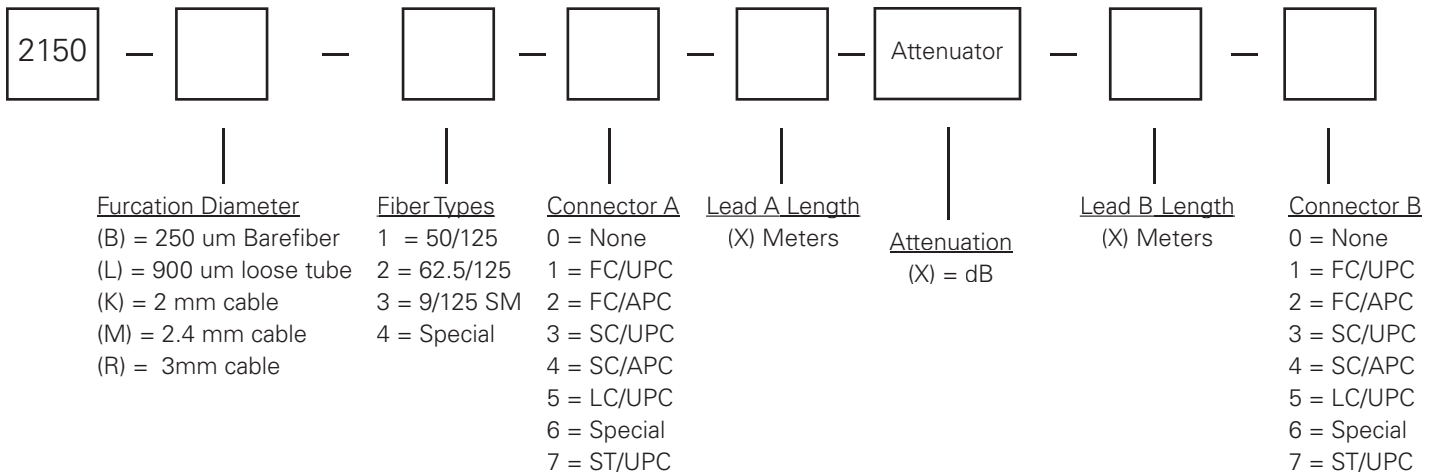 2150 — — — — — Attenuator — —
Furcation Diameter
(B) = 250 um Barefiber
(L) = 900 um loose tube
(K) = 2 mm cable
(M) = 2.4 mm cable
(R) = 3mm cable
Fiber Types
1 = 50/125
2 = 62.5/125
3 = 9/125 SM
4 = Special
Connector A
0 = None
1 = FC/UPC
2 = FC/APC
3 = SC/UPC
4 = SC/APC
5 = LC/UPC
6 = Special
7 = ST/UPC
Lead A Length
(X) Meters
Attenuation
(X) = dB
Lead B Length
(X) Meters
Connector B
0 = None
1 = FC/UPC
2 = FC/APC
3 = SC/UPC
4 = SC/APC
5 = LC/UPC
6 = Special
7 = ST/UPC